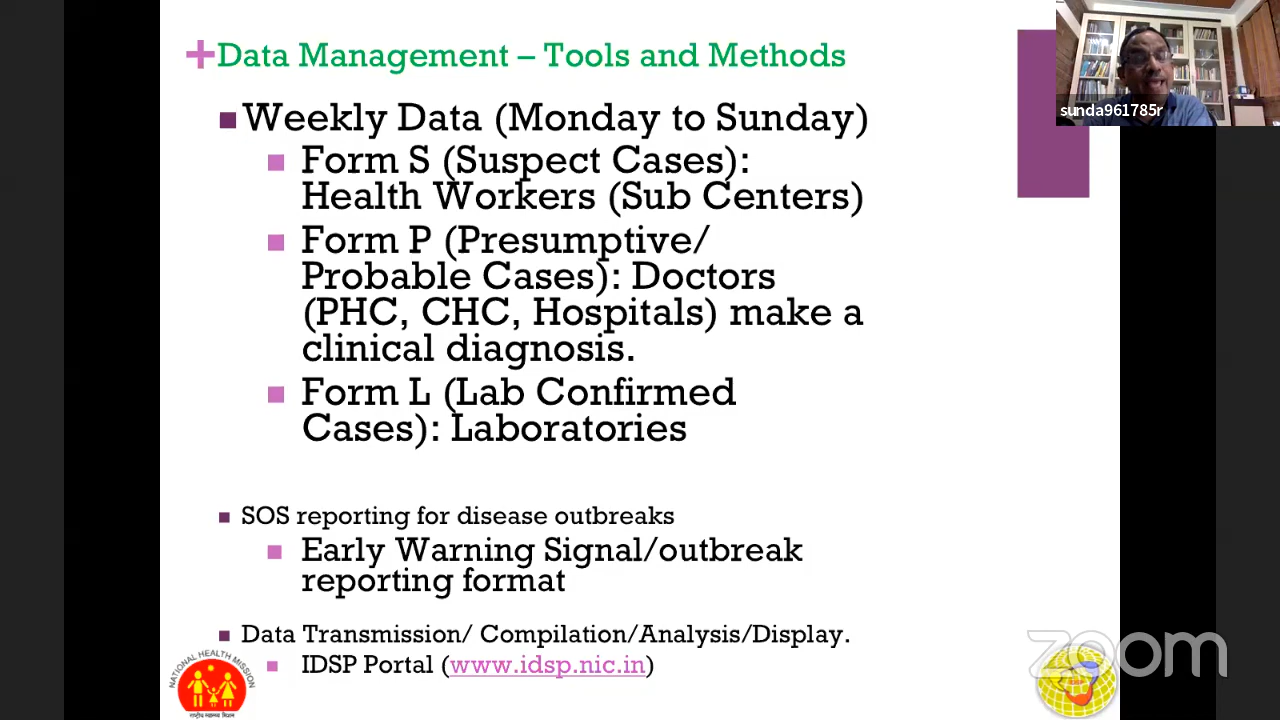 +Data Management – Tools and Methods
sunda961785r
■Weekly Data (Monday to Sunday)
■ Form S (Suspect Cases):
Health Workers (Sub Centers)
■ Form P (Presumptive/
Probable Cases): Doctors
(PHC, CHC, Hospitals) make a
clinical diagnosis.
■ Form L (Lab Confirmed
Cases): Laboratories
■ SOS reporting for disease outbreaks
■ Early Warning Signal/outbreak
reporting format
■ Data Transmission/ Compilation/Analysis/Display.
■ IDSP Portal (www.idsp.nic.in)
NATIONAL HEALTH MISSION
राष्ट्रीय स्वास्थ्य मिशन
zoom